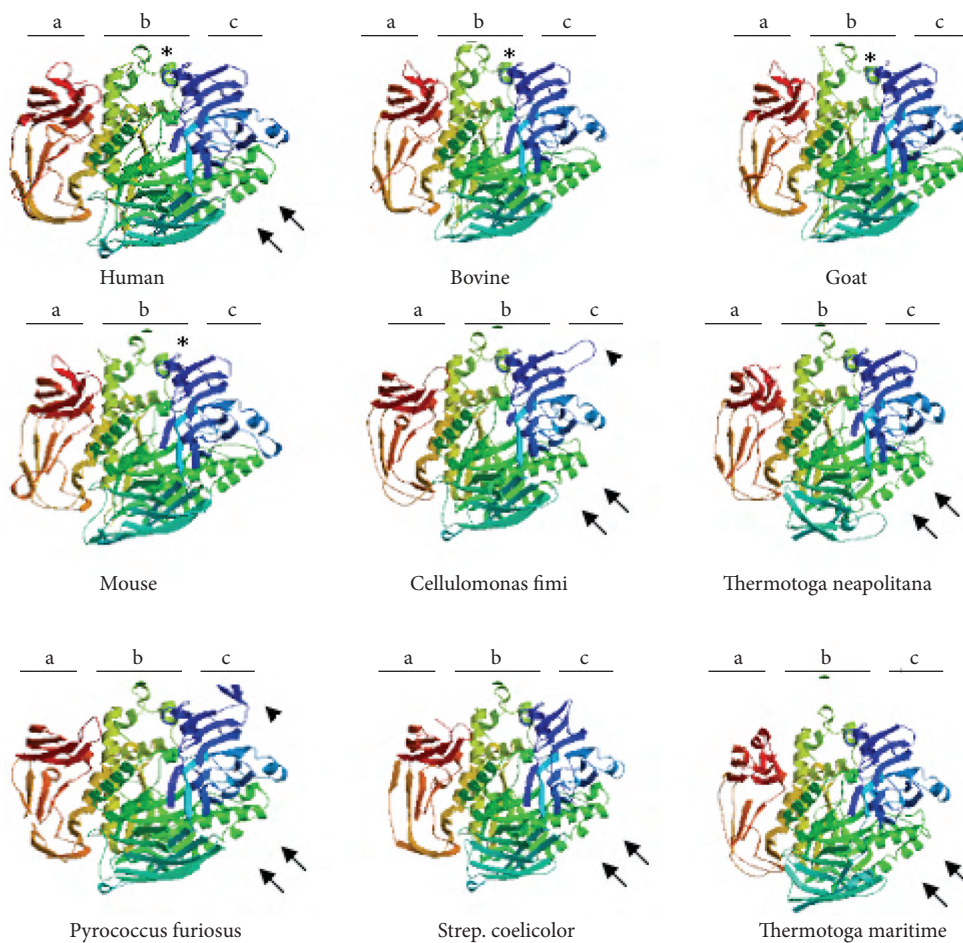 a b c a b c a b c
* * *
Human Bovine Goat
a b c a b c a b c
*
Mouse Cellulomonas fimi Thermotoga neapolitana
a b c a b c a b c
Pyrococcus furiosus Strep. coelicolor Thermotoga maritime